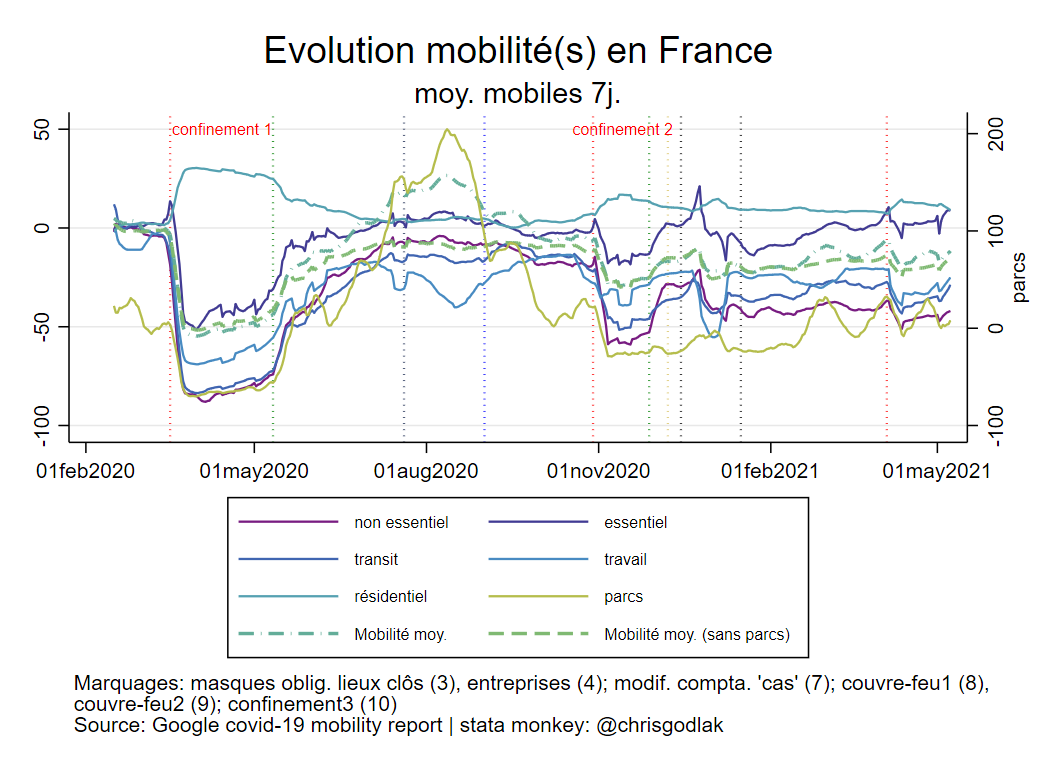 Evolution mobilité(s) en France
moy. mobiles 7j.
confinement 1
confinement 2
50
0
-50
-100
200
100
0
-100
parcs
01feb2020
01may2020
01aug2020
01nov2020
01feb2021
01may2021
non essentiel
essentiel
transit
travail
résidentiel
parcs
Mobilité moy.
Mobilité moy. (sans parcs)
Marquages: masques oblig. lieux clôs (3), entreprises (4); modif. compta. 'cas' (7); couvre-feu1 (8),
couvre-feu2 (9); confinement3 (10)
Source: Google covid-19 mobility report | stata monkey: @chrisgodlak